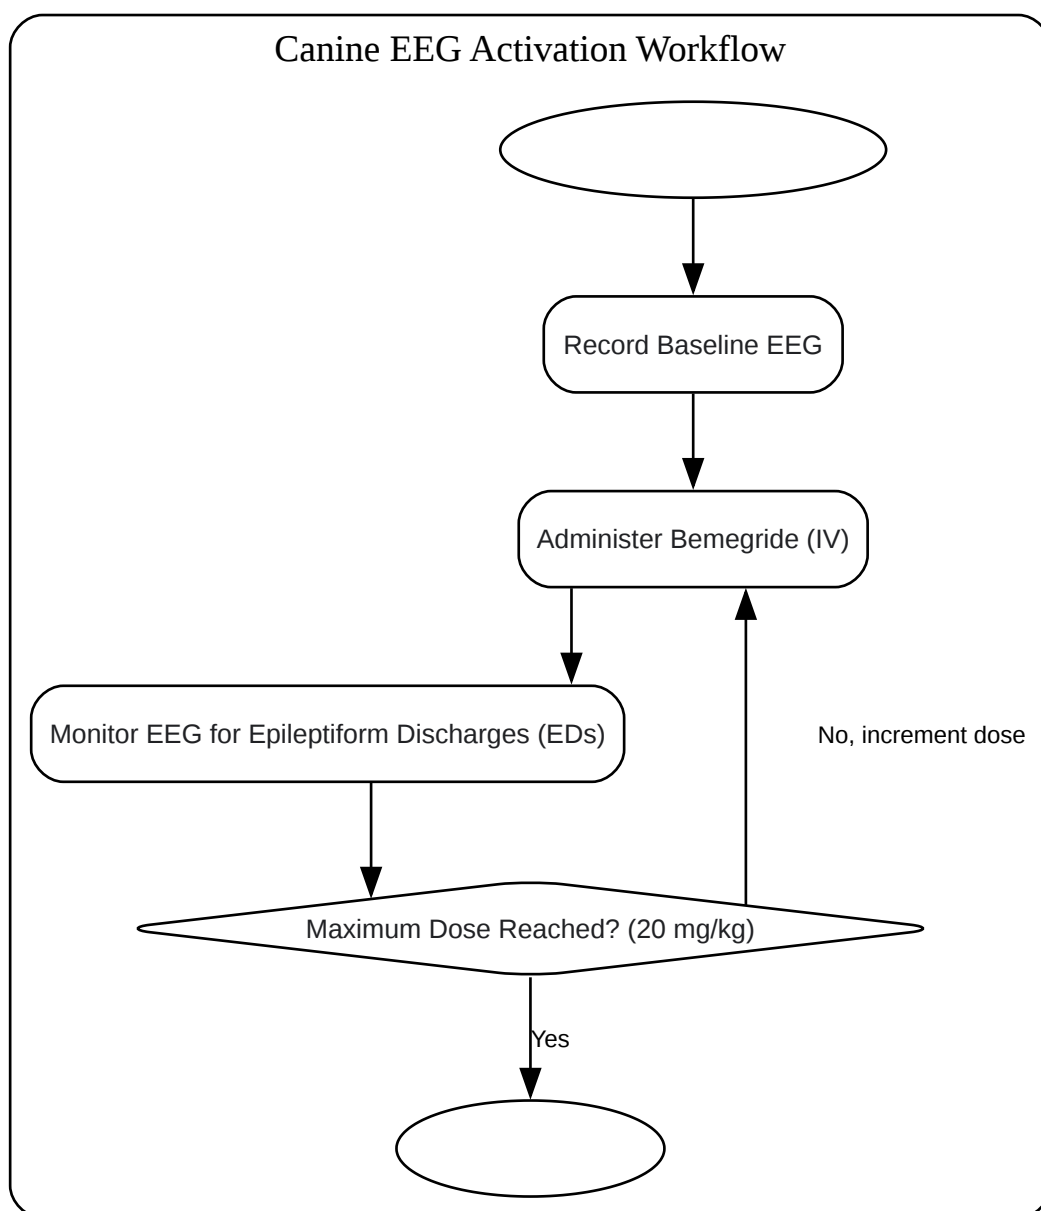 Canine EEG Activation Workflow
Record Baseline EEG
Administer Bemegride (IV)
Monitor EEG for Epileptiform Discharges (EDs)
No, increment dose
Maximum Dose Reached? (20 mg/kg)
Yes